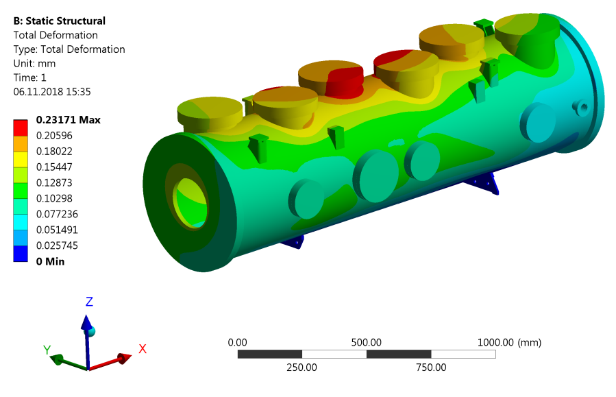 B: Static Structural
Total Deformation
Type: Total Deformation
Unit: mm
Time: 1
06.11.2018 15:35
0.23171 Max
0.20596
0.18022
0.15447
0.12873
0.10298
0.077236
0.051491
0.025745
0 Min
Z
Y
X
0.00
500.00
1000.00 (mm)
250.00
750.00